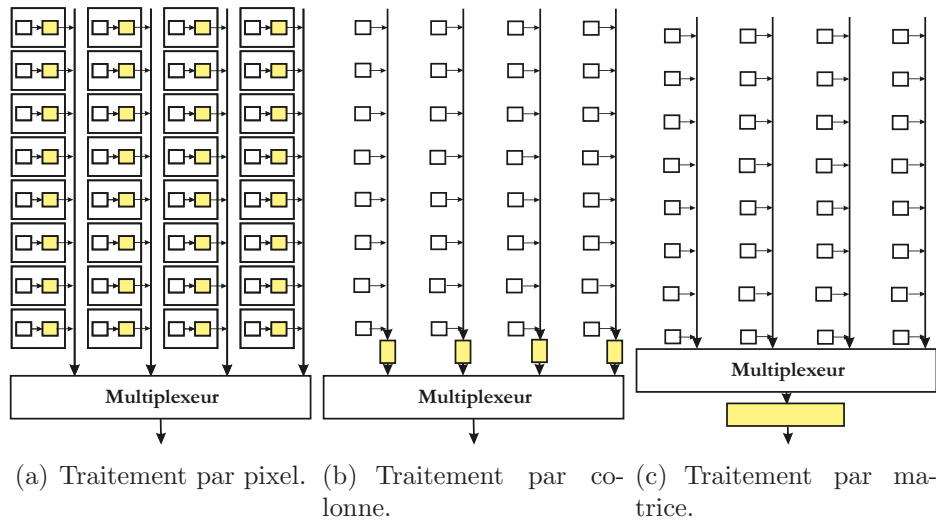 Multiplexeur
Multiplexeur
Multiplexeur
(a) Traitement par pixel.
(b) Traitement par co-
lonne.
(c) Traitement par ma-
trice.